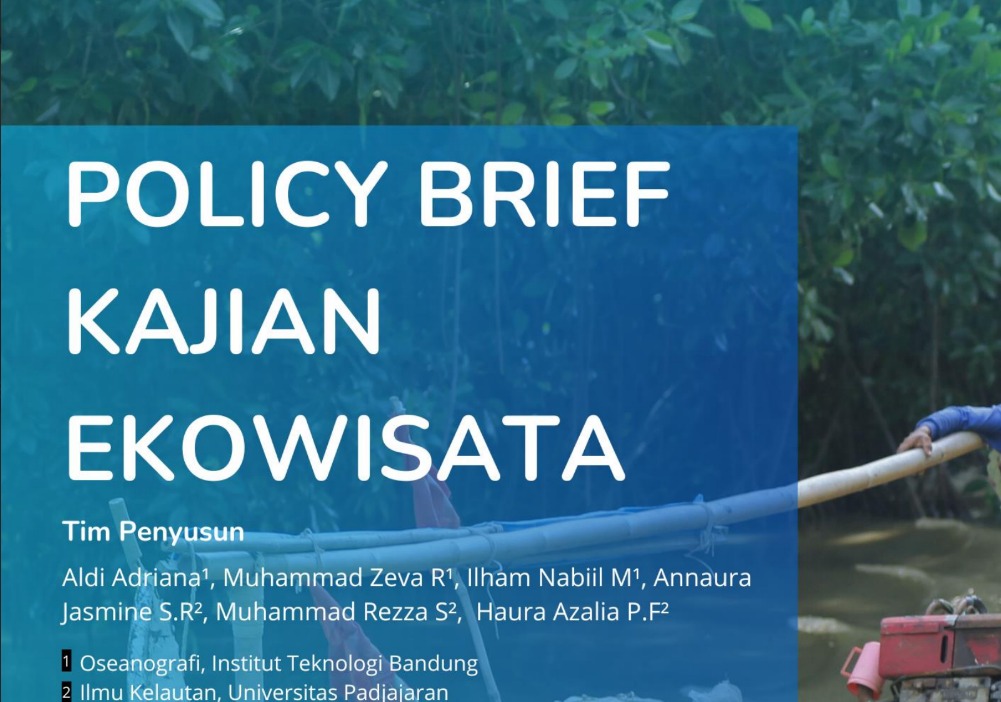 POLICY BRIEF
KAJIAN
EKOWISATA
Tim Penyusun
Aldi Adriana¹, Muhammad Zeva R¹, Ilham Nabiil M¹, Annaura
Jasmine S.R², Muhammad Rezza S², Haura Azalia P.F²
1 Oseanografi, Institut Teknologi Bandung
2 Ilmu Kelautan, Universitas Padjajaran